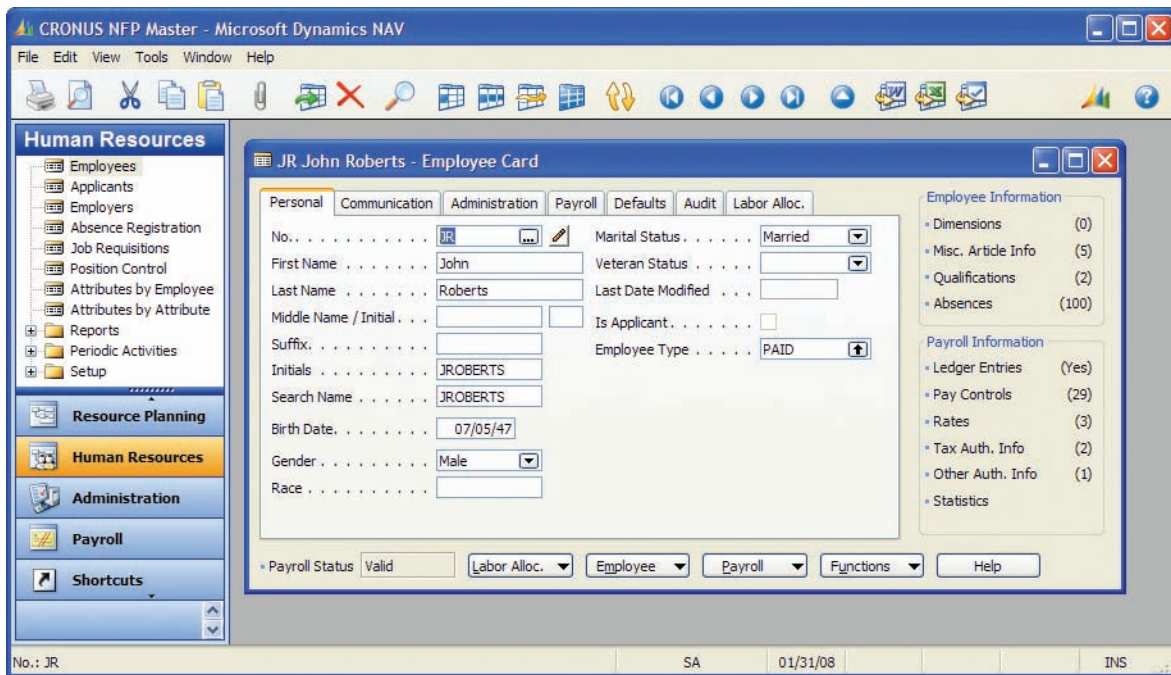 CRONUS NFP Master - Microsoft Dynamics NAV
File Edit View Tools Window Help
Human Resources
Employees
Applicants
Employers
Absence Registration
Job Requisitions
Position Control
Attributes by Employee
Attributes by Attribute
Reports
Periodic Activities
Setup
Resource Planning
Human Resources
Administration
Payroll
Shortcuts
JR John Roberts - Employee Card
Personal Communication Administration Payroll Defaults Audit Labor Alloc.
No. . . . . . . . . . . . JR ...
First Name . . . . . . . John
Last Name . . . . . . . Roberts
Middle Name / Initial . . .
Suffix. . . . . . . . . .
Initials . . . . . . . . . JROBERTS
Search Name . . . . . . JROBERTS
Birth Date. . . . . . . . 07/05/47
Gender . . . . . . . . . Male
Race . . . . . . . . . .
Marital Status . . . . . . Married
Veteran Status . . . . .
Last Date Modified . . .
Is Applicant. . . . . . .
Employee Type . . . . . PAID
Employee Information
Dimensions (0)
Misc. Article Info (5)
Qualifications (2)
Absences (100)
Payroll Information
Ledger Entries (Yes)
Pay Controls (29)
Rates (3)
Tax Auth. Info (2)
Other Auth. Info (1)
Statistics
Payroll Status Valid Labor Alloc. Employee Payroll Functions Help
No.: JR SA 01/31/08 INS